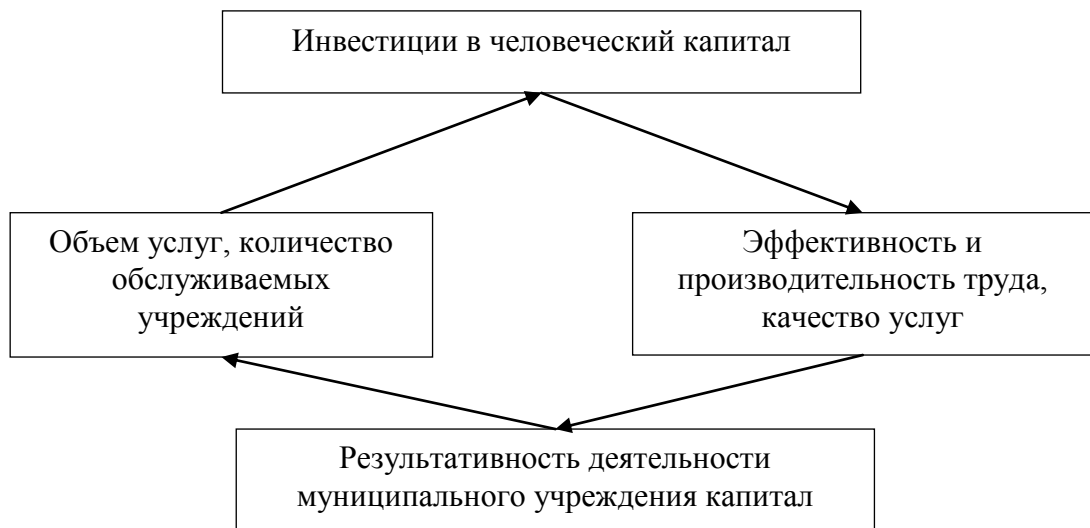 Инвестиции в человеческий капитал
Объем услуг, количество
обслуживаемых
учреждений
Эффективность и
производительность труда,
качество услуг
Результативность деятельности
муниципального учреждения капитал